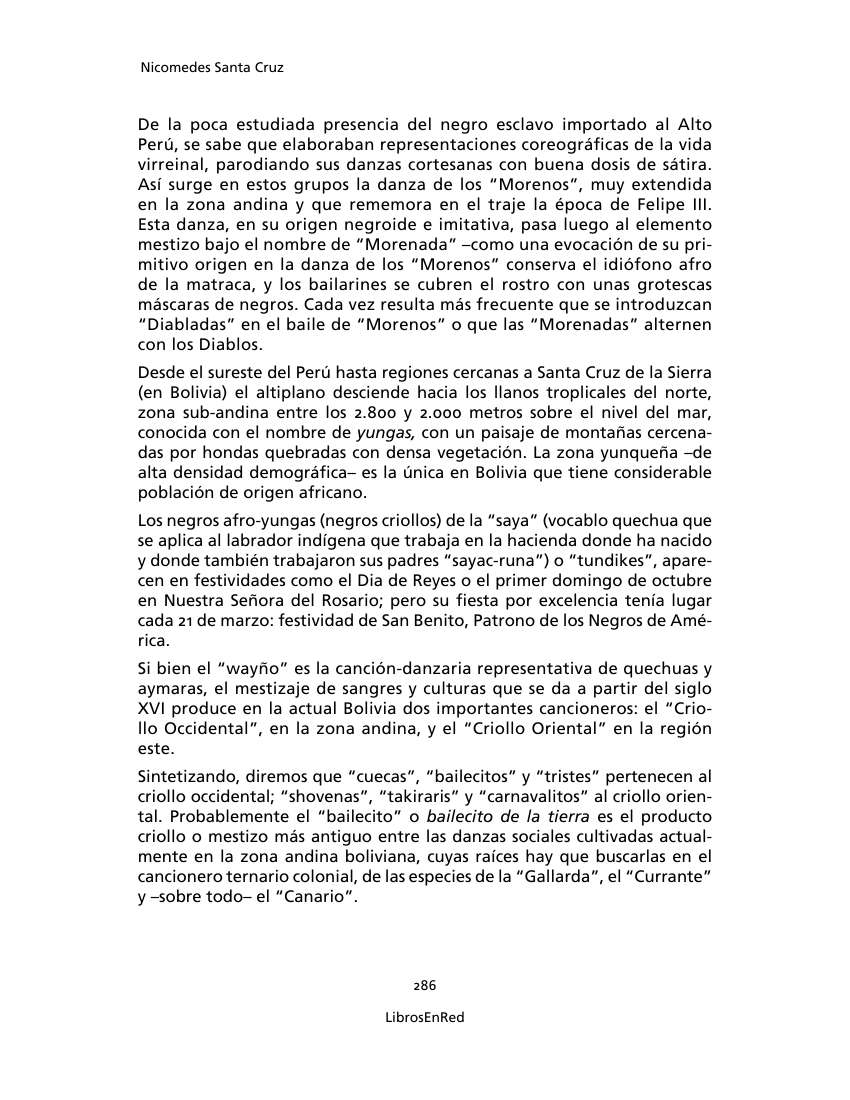 Nicomedes Santa Cruz
De la poca estudiada presencia del negro esclavo importado al Alto
Perú, se sabe que elaboraban representaciones coreográficas de la vida
virreinal, parodiando sus danzas cortesanas con buena dosis de sátira.
Así surge en estos grupos la danza de los “Morenos”, muy extendida
en la zona andina y que rememora en el traje la época de Felipe III.
Esta danza, en su origen negroide e imitativa, pasa luego al elemento
mestizo bajo el nombre de “Morenada” –como una evocación de su pri-
mitivo origen en la danza de los “Morenos” conserva el idiófono afro
de la matraca, y los bailarines se cubren el rostro con unas grotescas
máscaras de negros. Cada vez resulta más frecuente que se introduzcan
“Diabladas” en el baile de “Morenos” o que las “Morenadas” alternen
con los Diablos.
Desde el sureste del Perú hasta regiones cercanas a Santa Cruz de la Sierra
(en Bolivia) el altiplano desciende hacia los llanos troplicales del norte,
zona sub-andina entre los 2.800 y 2.000 metros sobre el nivel del mar,
conocida con el nombre de yungas, con un paisaje de montañas cercena-
das por hondas quebradas con densa vegetación. La zona yunqueña –de
alta densidad demográfica– es la única en Bolivia que tiene considerable
población de origen africano.
Los negros afro-yungas (negros criollos) de la “saya” (vocablo quechua que
se aplica al labrador indígena que trabaja en la hacienda donde ha nacido
y donde también trabajaron sus padres “sayac-runa”) o “tundikes”, apare-
cen en festividades como el Dia de Reyes o el primer domingo de octubre
en Nuestra Señora del Rosario; pero su fiesta por excelencia tenía lugar
cada 21 de marzo: festividad de San Benito, Patrono de los Negros de Amé-
rica.
Si bien el “wayño” es la canción-danzaria representativa de quechuas y
aymaras, el mestizaje de sangres y culturas que se da a partir del siglo
XVI produce en la actual Bolivia dos importantes cancioneros: el “Crio-
llo Occidental”, en la zona andina, y el “Criollo Oriental” en la región
este.
Sintetizando, diremos que “cuecas”, “bailecitos” y “tristes” pertenecen al
criollo occidental; “shovenas”, “takiraris” y “carnavalitos” al criollo orien-
tal. Probablemente el “bailecito” o bailecito de la tierra es el producto
criollo o mestizo más antiguo entre las danzas sociales cultivadas actual-
mente en la zona andina boliviana, cuyas raíces hay que buscarlas en el
cancionero ternario colonial, de las especies de la “Gallarda”, el “Currante”
y –sobre todo– el “Canario”.
286
LibrosEnRed